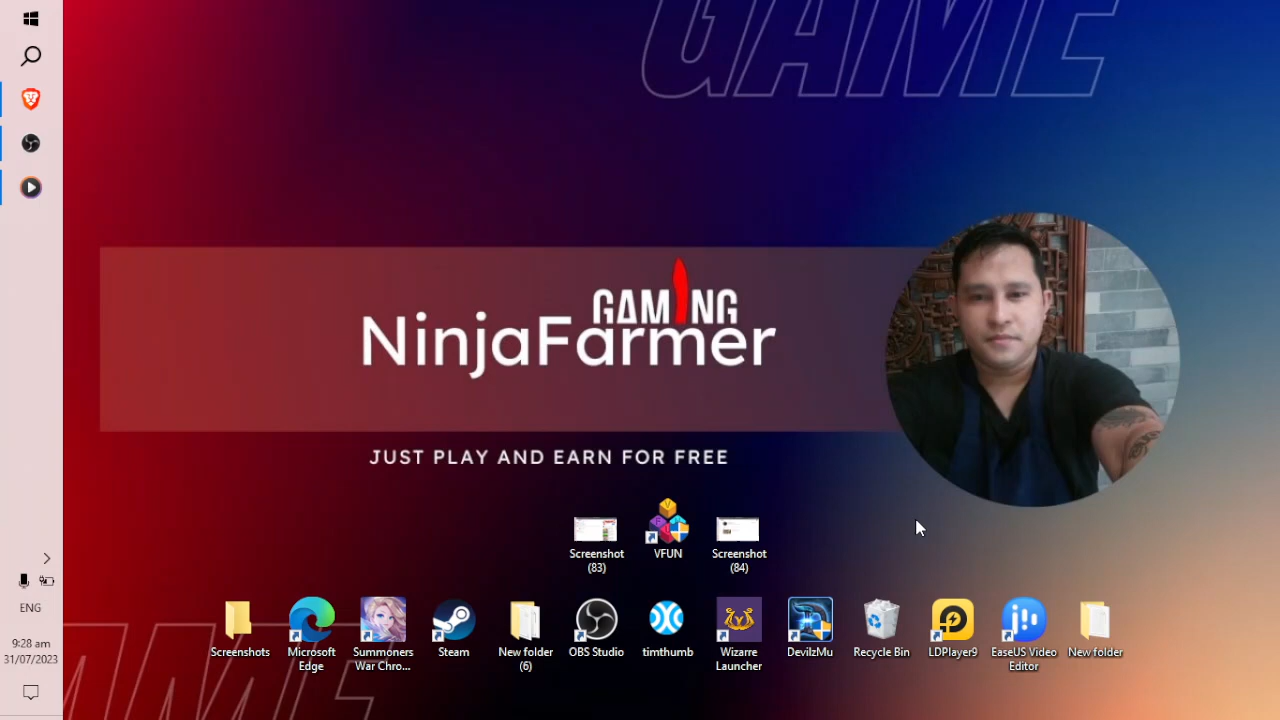 GAME
GAMING
NinjaFarmer
JUST PLAY AND EARN FOR FREE
Screenshot
(83)
VFUN
Screenshot
(84)
Screenshots
Microsoft
Edge
Summoners
War Chro...
Steam
New folder
(6)
OBS Studio
timthumb
Wizarre
Launcher
DevilzMu
Recycle Bin
LDPlayer9
EaseUS Video
Editor
New folder
ENG
9:28 am
31/07/2023
GAME